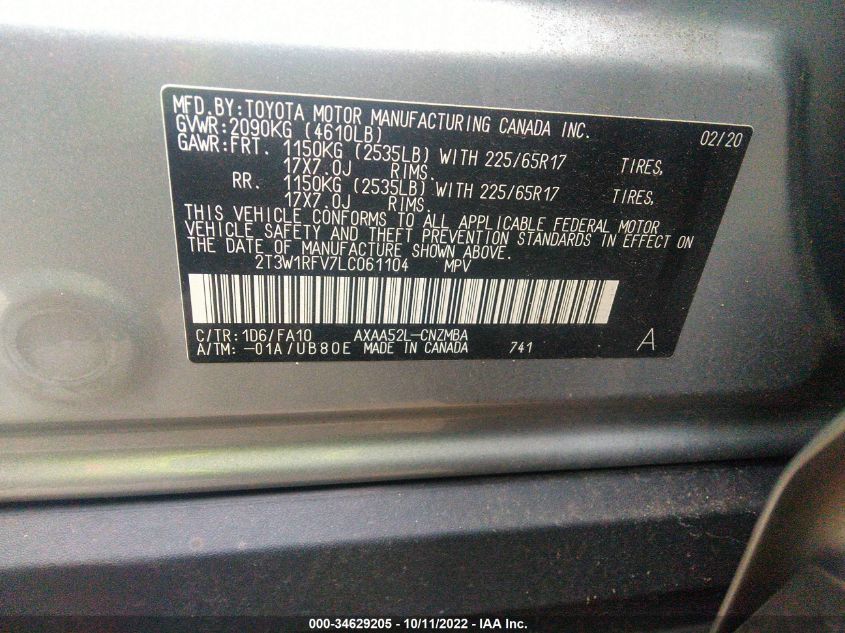 MFD.BY:TOYOTA MOTOR MANUFACTURING CANADA INC. 02/20
GVWR:2090KG (4610LB)
GAWR:FRT. 1150KG (2535LB) WITH 225/65R17 TIRES,
17X7.0J RIMS.
RR. 1150KG (2535LB) WITH 225/65R17 TIRES,
17X7.0J RIMS.
THIS VEHICLE CONFORMS TO ALL APPLICABLE FEDERAL MOTOR
VEHICLE SAFETY AND THEFT PREVENTION STANDARDS IN EFFECT ON
THE DATE OF MANUFACTURE SHOWN ABOVE.
2T3W1RFV7LC061104 MPV
C/TR:1D6/FA10 AXAA52L-CNZMBA
A/TM:-01A/UB80E MADE IN CANADA 741 A
000-34629205 - 10/11/2022 - IAA Inc.